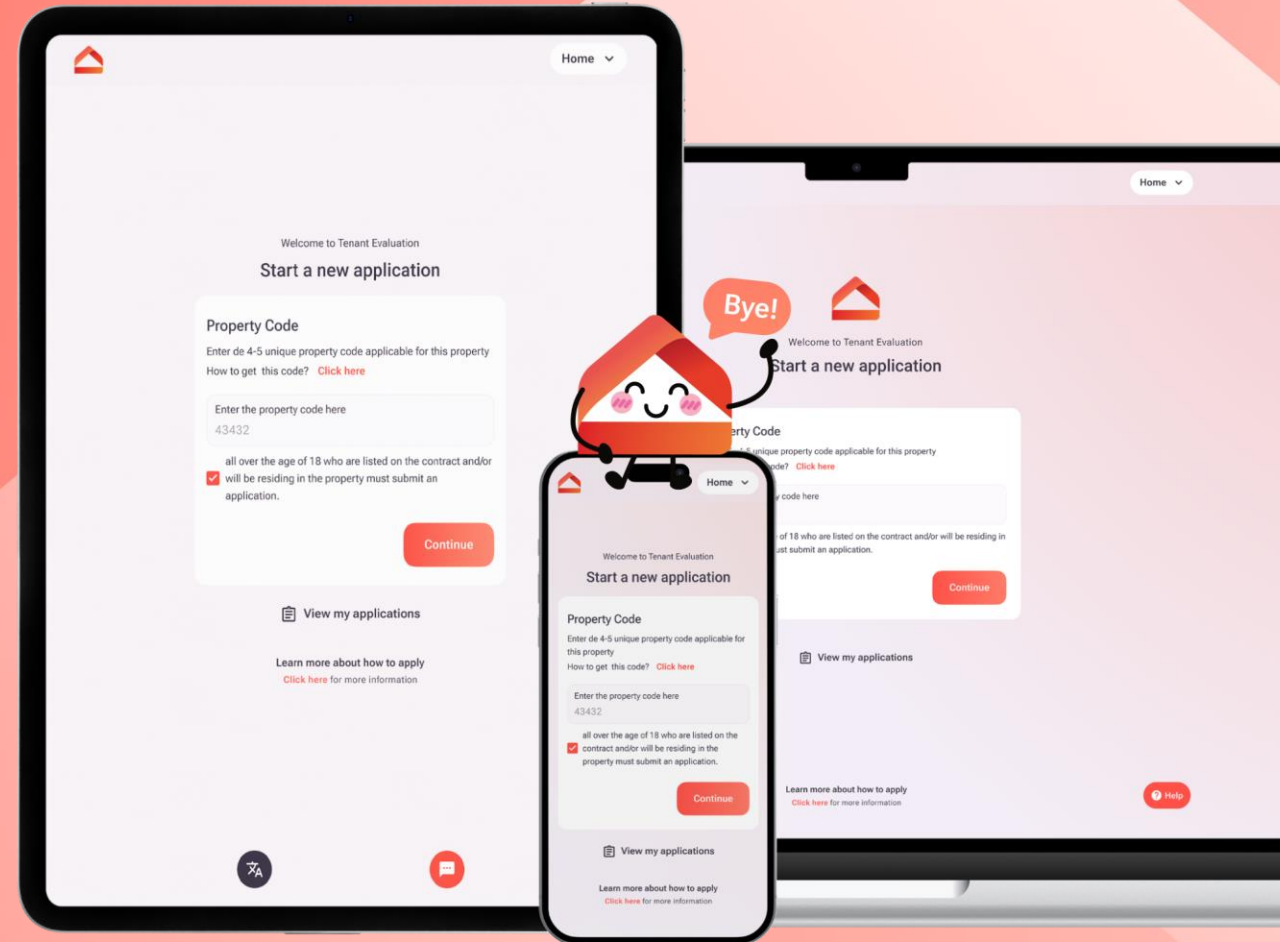 Home
Welcome to Tenant Evaluation
Start a new application
Property Code
Enter de 4-5 unique property code applicable for this property
How to get this code? Click here
Enter the property code here
43432
all over the age of 18 who are listed on the contract and/or
will be residing in the property must submit an
application.
Continue
View my applications
Learn more about how to apply
Click here for more information
Bye!
Home
Welcome to Tenant Evaluation
Start a new application
Property Code
Enter de 4-5 unique property code applicable for
this property
How to get this code? Click here
Enter the property code here
43432
all over the age of 18 who are listed on the
contract and/or will be residing in the
property must submit an application.
Continue
View my applications
Learn more about how to apply
Click here for more information
Home
Welcome to Tenant Evaluation
Start a new application
erty Code
unique property code applicable for this property
Click here
code here
of 18 who are listed on the contract and/or will be residing in
submit an application.
Continue
View my applications
Learn more about how to apply
Click here for more information
Help